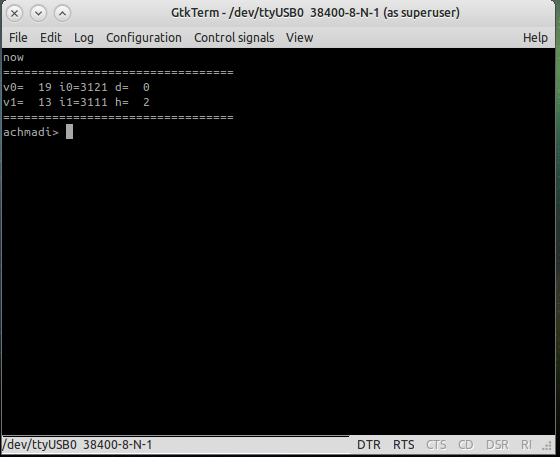 GtkTerm - /dev/ttyUSB0 38400-8-N-1 (as superuser)
File Edit Log Configuration Control signals View Help
now
=================================
v0=  19 i0=3121 d=  0
v1=  13 i1=3111 h=  2
=================================
achmadi>
/dev/ttyUSB0 38400-8-N-1 DTR RTS CTS CD DSR RI